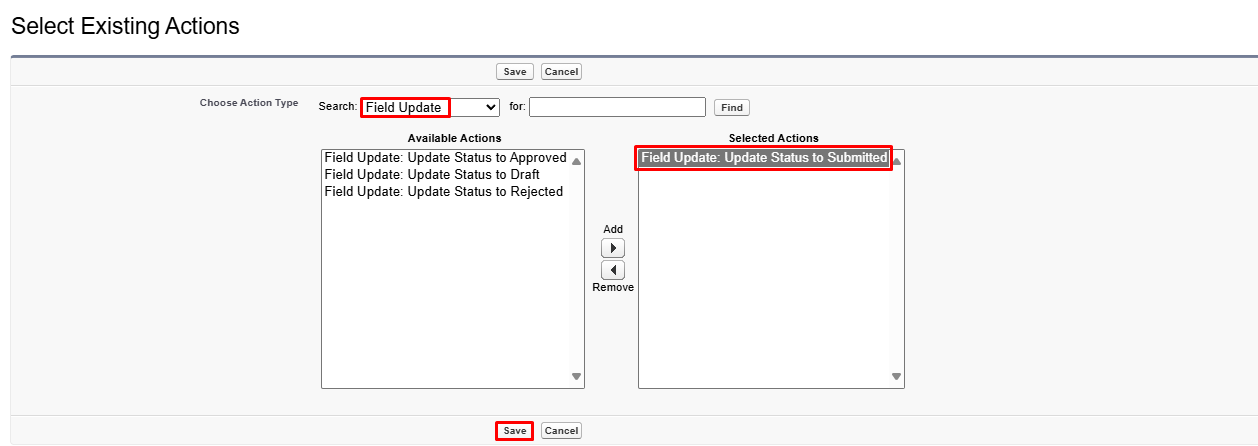 Select Existing Actions
Save Cancel
Choose Action Type Search: Field Update for: Find
Available Actions Selected Actions
Field Update: Update Status to Approved
Field Update: Update Status to Draft
Field Update: Update Status to Rejected
Field Update: Update Status to Submitted
Add
Remove
Save Cancel